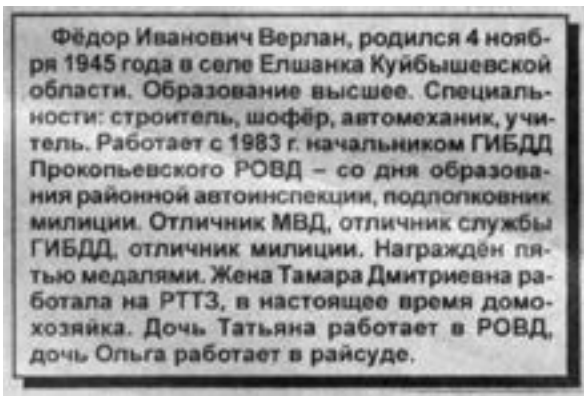 Фёдор Иванович Верлан, родился 4 нояб-
ря 1945 года в селе Елшанка Куйбышевской
области. Образование высшее. Специаль-
ности: строитель, шофёр, автомеханик, учи-
тель. Работает с 1983 г. начальником ГИБДД
Прокопьевского РОВД – со дня образова-
ния районной автоинспекции, подполковник
милиции. Отличник МВД, отличник службы
ГИБДД, отличник милиции. Награждён пя-
тью медалями. Жена Тамара Дмитриевна ра-
ботала на РТТЗ, в настоящее время домо-
хозяйка. Дочь Татьяна работает в РОВД,
дочь Ольга работает в райсуде.